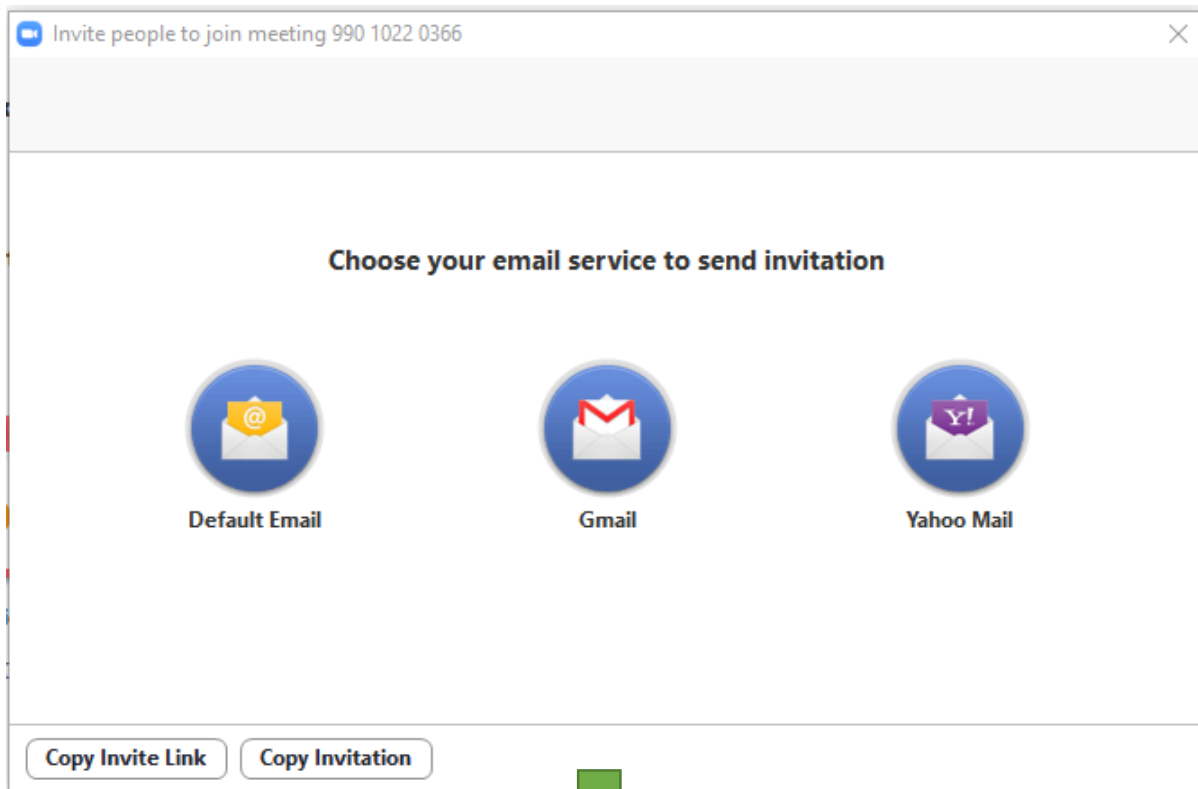 Invite people to join meeting 990 1022 0366
Choose your email service to send invitation
@
Y!
Default Email
Gmail
Yahoo Mail
Copy Invite Link
Copy Invitation